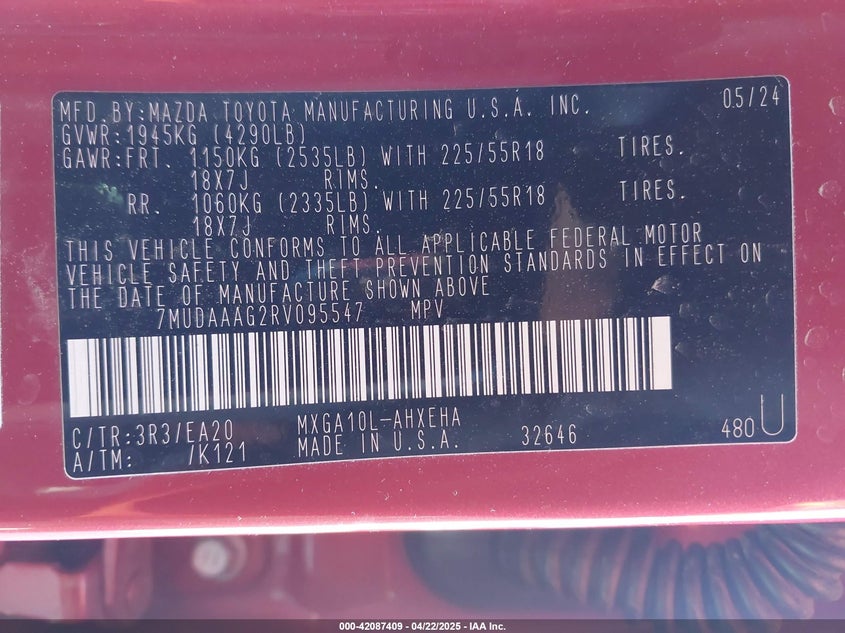 MFD.BY:MAZDA TOYOTA MANUFACTURING U.S.A. INC. 05/24
GVWR:1945KG (4290LB)
GAWR:FRT. 1150KG (2535LB) WITH 225/55R18 TIRES.
18X7J RIMS.
RR. 1060KG (2335LB) WITH 225/55R18 TIRES.
18X7J RIMS.
THIS VEHICLE CONFORMS TO ALL APPLICABLE FEDERAL MOTOR
VEHICLE SAFETY AND THEFT PREVENTION STANDARDS IN EFFECT ON
THE DATE OF MANUFACTURE SHOWN ABOVE
7MUDAAAG2RV095547 MPV
C/TR:3R3/EA20 MXGA10L-AHXEHA
A/TM: /K121 MADE IN U.S.A. 32646 480U
000-42087409 - 04/22/2025 - IAA Inc.